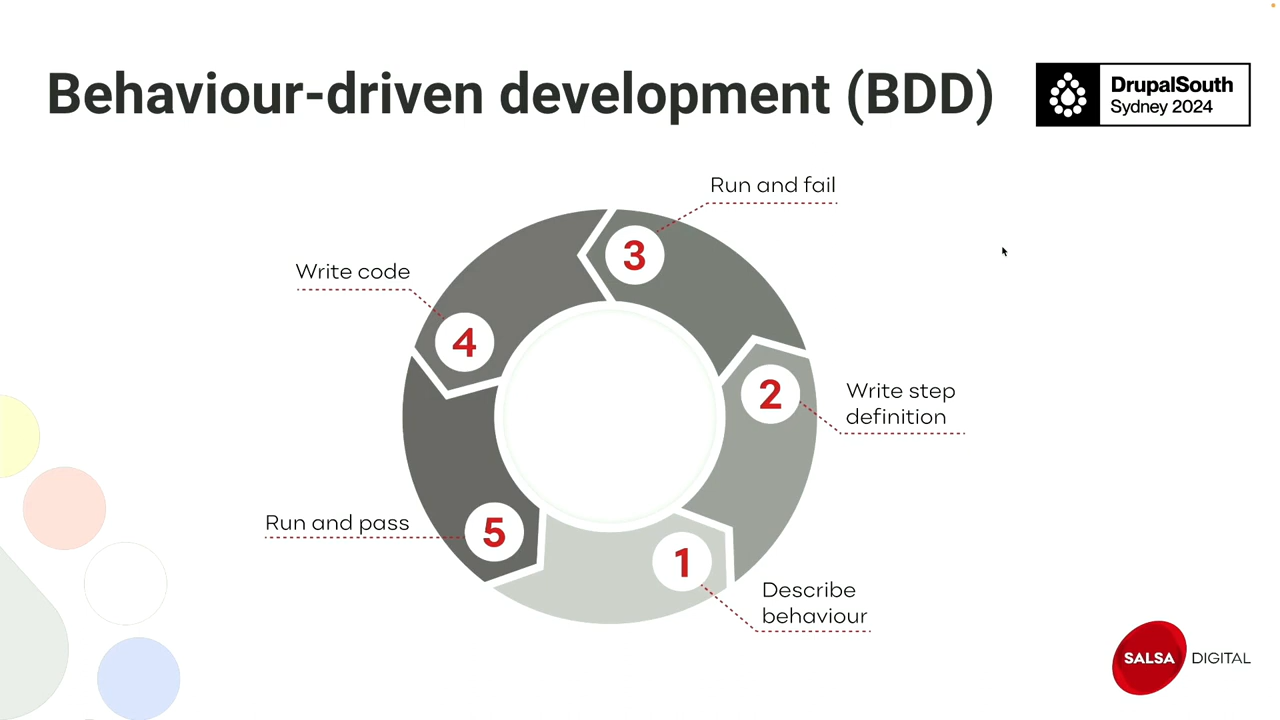 Behaviour-driven development (BDD)
DrupalSouth
Sydney 2024
Run and fail
3
Write code
4
2
Write step
definition
Run and pass
5
1
Describe
behaviour
SALSA DIGITAL